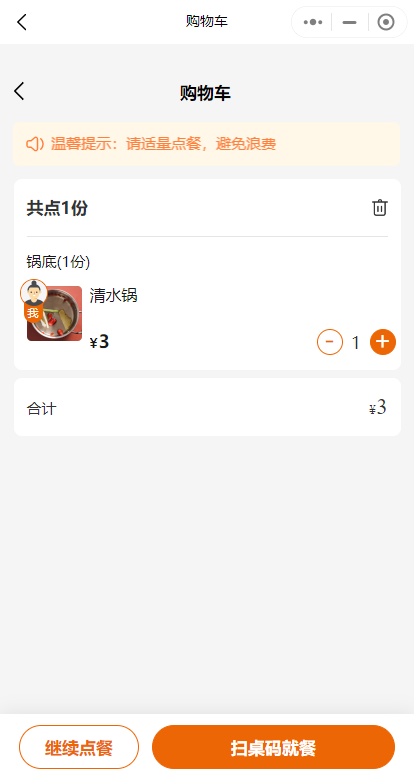 购物车
购物车
温馨提示：请适量点餐，避免浪费
共点1份
锅底(1份)
清水锅
我
¥3
- 1 +
合计
¥3
继续点餐
扫桌码就餐